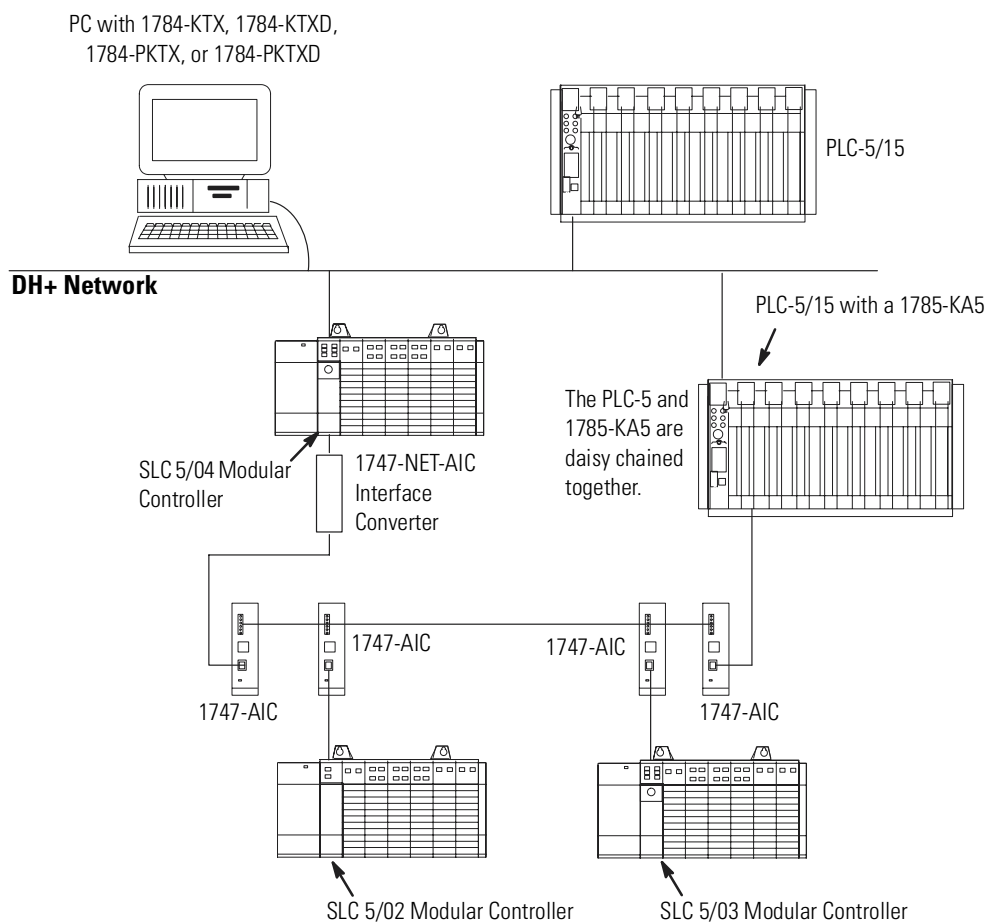 PC with 1784-KTX, 1784-KTXD,
1784-PKTX, or 1784-PKTXD
PLC-5/15
DH+ Network
PLC-5/15 with a 1785-KA5
The PLC-5 and
1785-KA5 are
daisy chained
together.
SLC 5/04 Modular
Controller
1747-NET-AIC
Interface
Converter
1747-AIC
1747-AIC
1747-AIC
1747-AIC
SLC 5/02 Modular Controller
SLC 5/03 Modular Controller